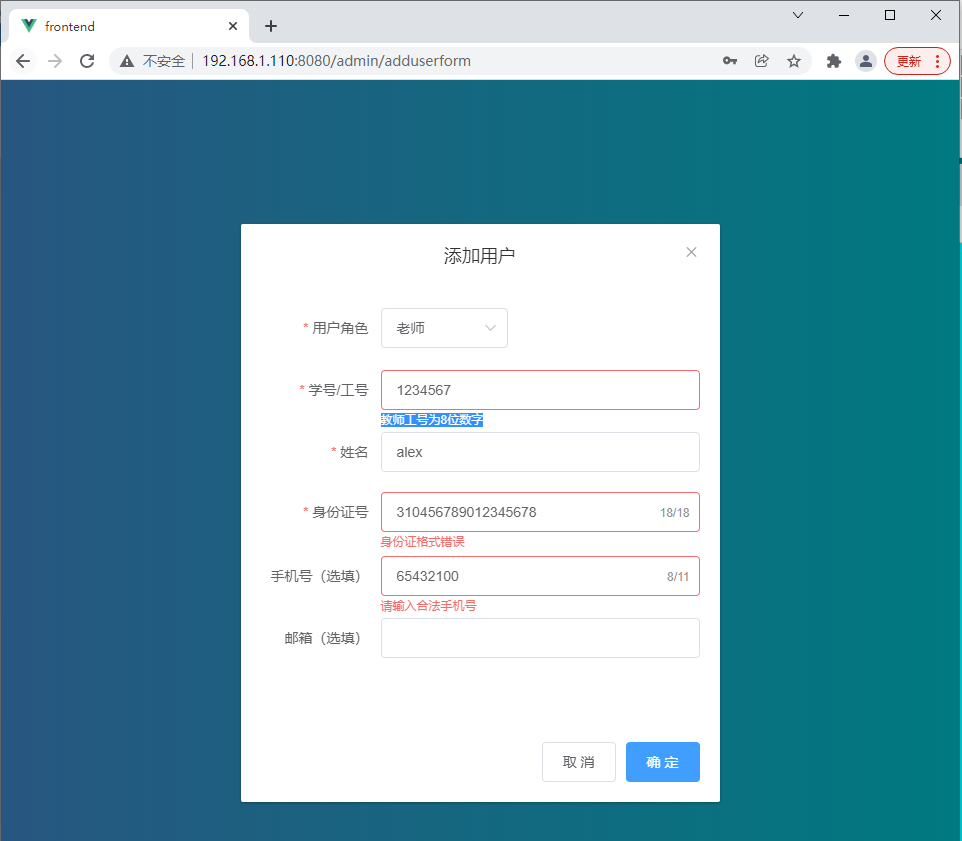 frontend
不安全 192.168.1.110:8080/admin/adduserform 更新
添加用户
* 用户角色 老师
* 学号/工号 1234567
教师工号为8位数字
* 姓名 alex
* 身份证号 310456789012345678 18/18
身份证格式错误
手机号（选填） 65432100 8/11
请输入合法手机号
邮箱（选填）
取 消 确 定